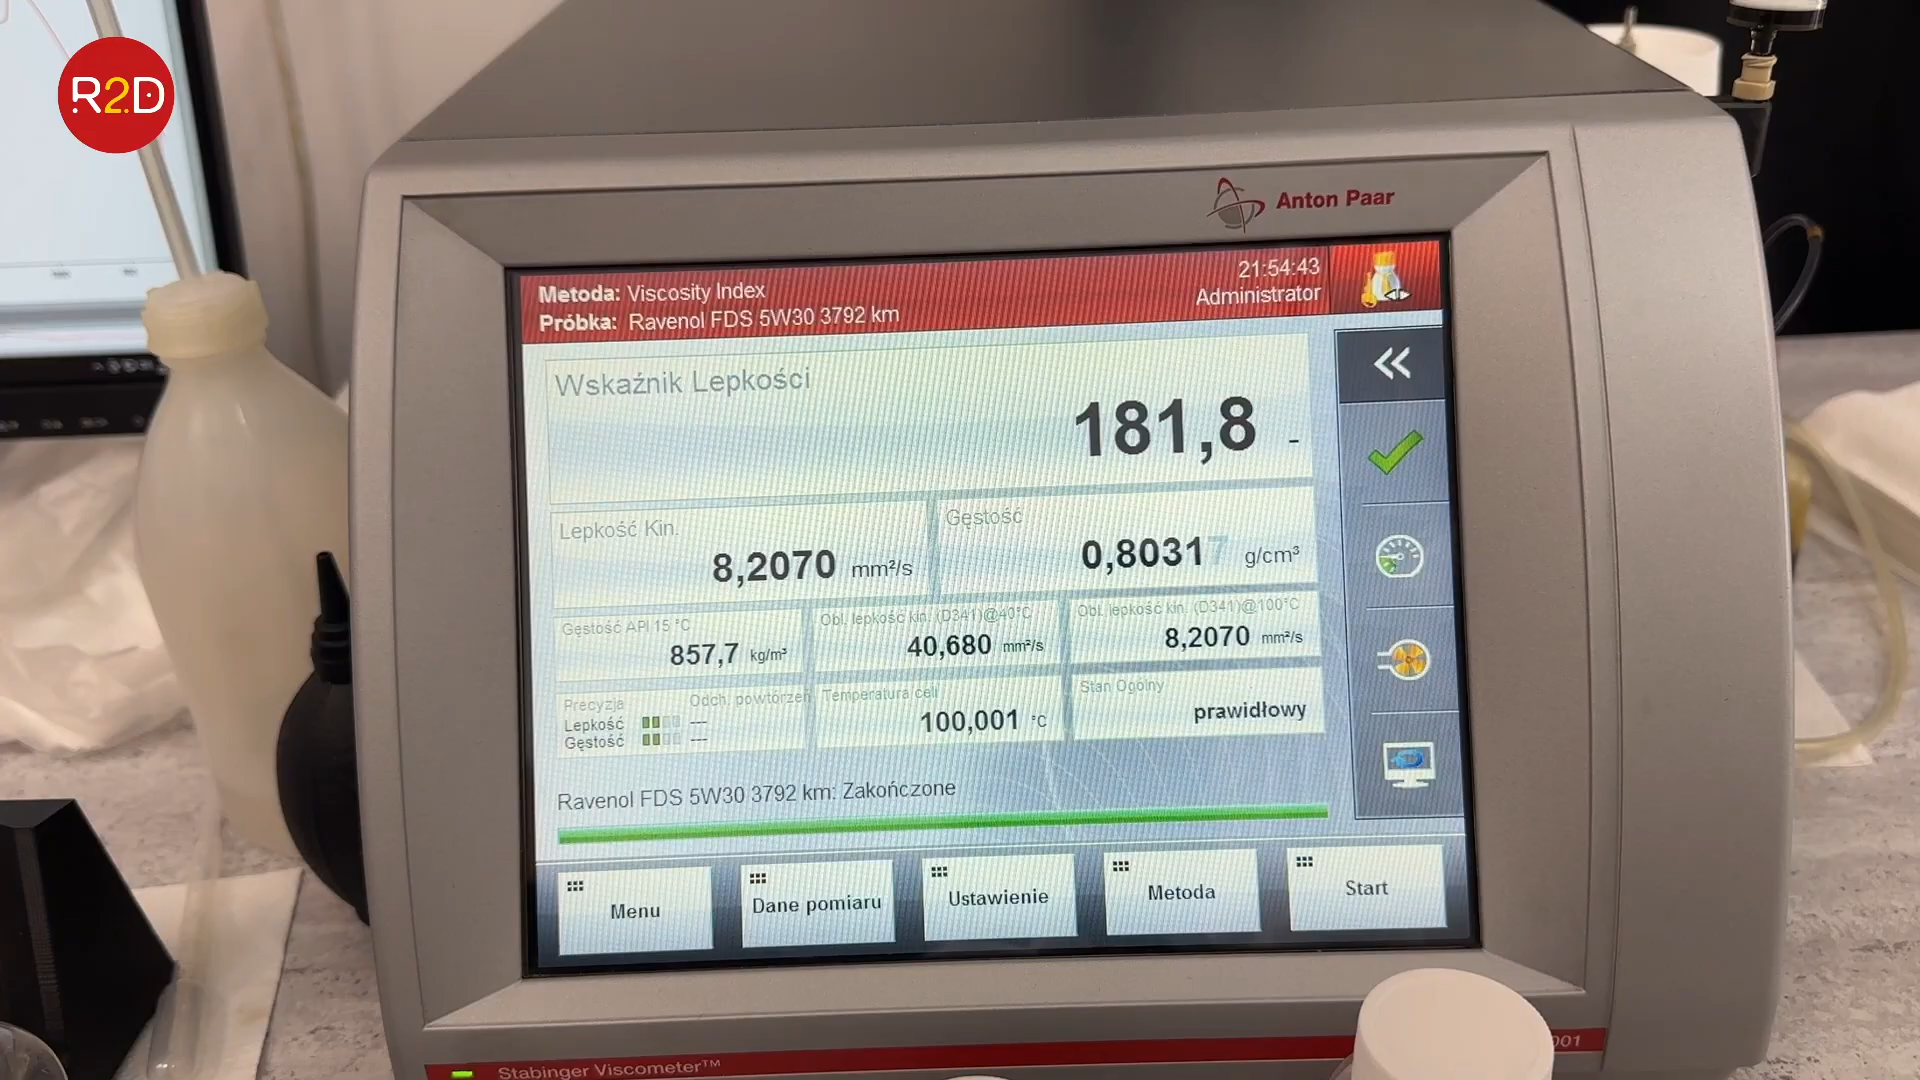 R2D
Anton Paar
Metoda: Viscosity Index
21:54:43
Próbka: Ravenol FDS 5W30 3792 km
Administrator
Wskaźnik Lepkości
181,8 -
Lepkość Kin.
8,2070 mm²/s
Gęstość
0,80317 g/cm³
Gęstość API 15 °C
857,7 kg/m³
Obl. lepkość kin. (D341)@40°C
40,680 mm²/s
Obl. lepkość kin. (D341)@100°C
8,2070 mm²/s
Precyzja Odch. powtórzeń
Lepkość ---
Gęstość ---
Temperatura celi
100,001 °C
Stan Ogólny
prawidłowy
Ravenol FDS 5W30 3792 km: Zakończone
Menu
Dane pomiaru
Ustawienie
Metoda
Start
Stabinger Viscometer™
001